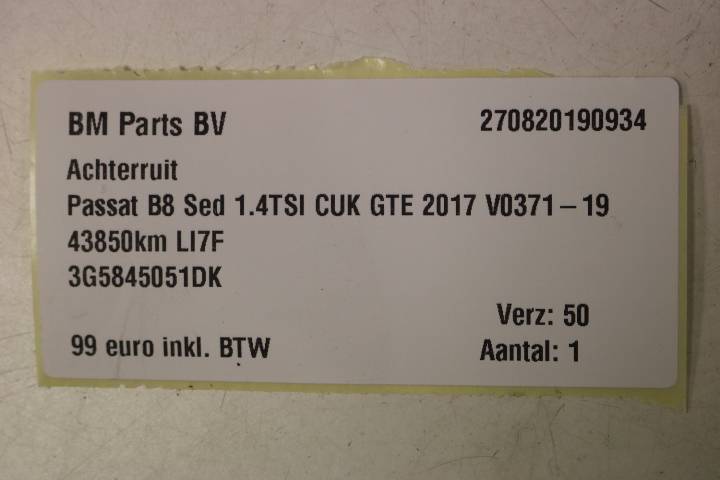 BM Parts BV 270820190934
Achterruit
Passat B8 Sed 1.4TSI CUK GTE 2017 V0371-19
43850km LI7F
3G5845051DK
Verz: 50
99 euro inkl. BTW Aantal: 1